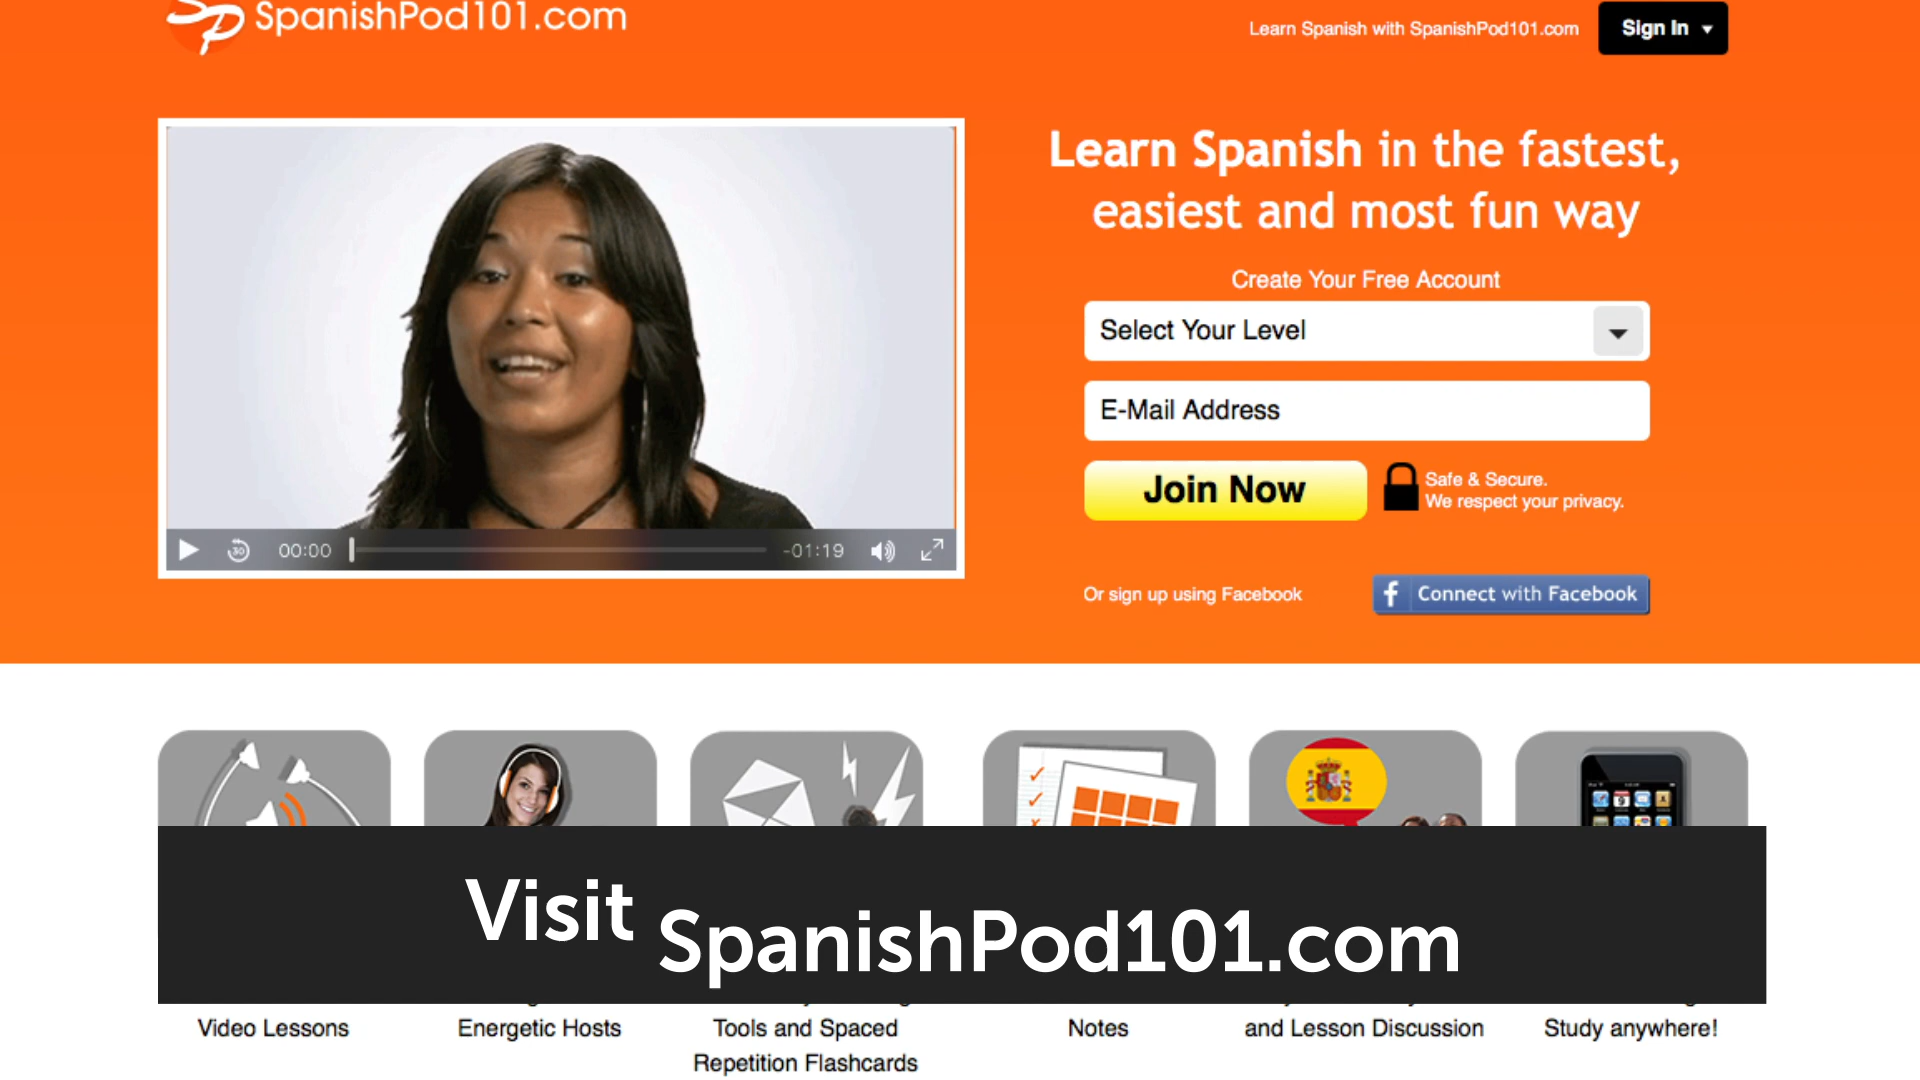 SpanishPod101.com
Learn Spanish with SpanishPod101.com
Sign In
Learn Spanish in the fastest,
easiest and most fun way
Create Your Free Account
Select Your Level
E-Mail Address
Join Now
Safe & Secure.
We respect your privacy.
30
00:00
-01:19
Or sign up using Facebook
f Connect with Facebook
Visit SpanishPod101.com
Video Lessons
Energetic Hosts
Tools and Spaced
Repetition Flashcards
Notes
and Lesson Discussion
Study anywhere!